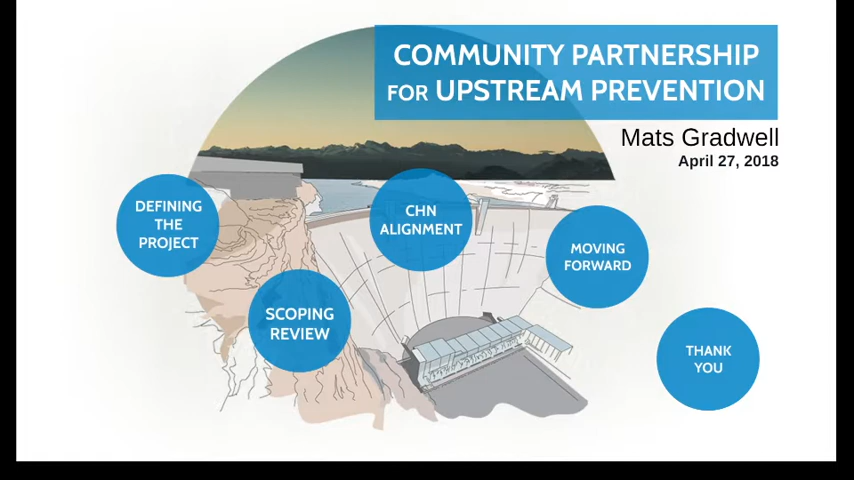 COMMUNITY PARTNERSHIP
FOR UPSTREAM PREVENTION
Mats Gradwell
April 27, 2018
DEFINING
THE
PROJECT
SCOPING
REVIEW
CHN
ALIGNMENT
MOVING
FORWARD
THANK
YOU